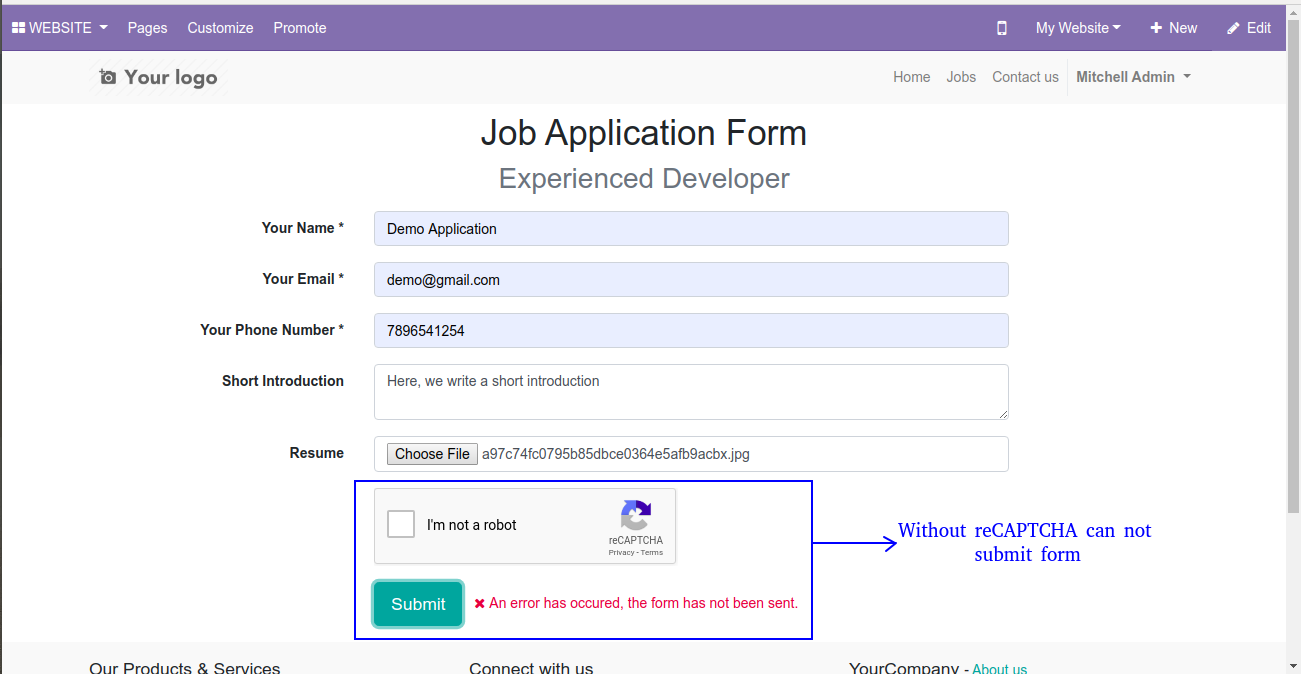 WEBSITE Pages Customize Promote My Website New Edit
Your logo Home Jobs Contact us Mitchell Admin
Job Application Form
Experienced Developer
Your Name * Demo Application
Your Email * demo@gmail.com
Your Phone Number * 7896541254
Short Introduction Here, we write a short introduction
Resume Choose File a97c74fc0795b85dbce0364e5afb9acbx.jpg
I'm not a robot
reCAPTCHA
Privacy - Terms
Without reCAPTCHA can not
submit form
Submit An error has occured, the form has not been sent.
Our Products & Services Connect with us YourCompany - About us